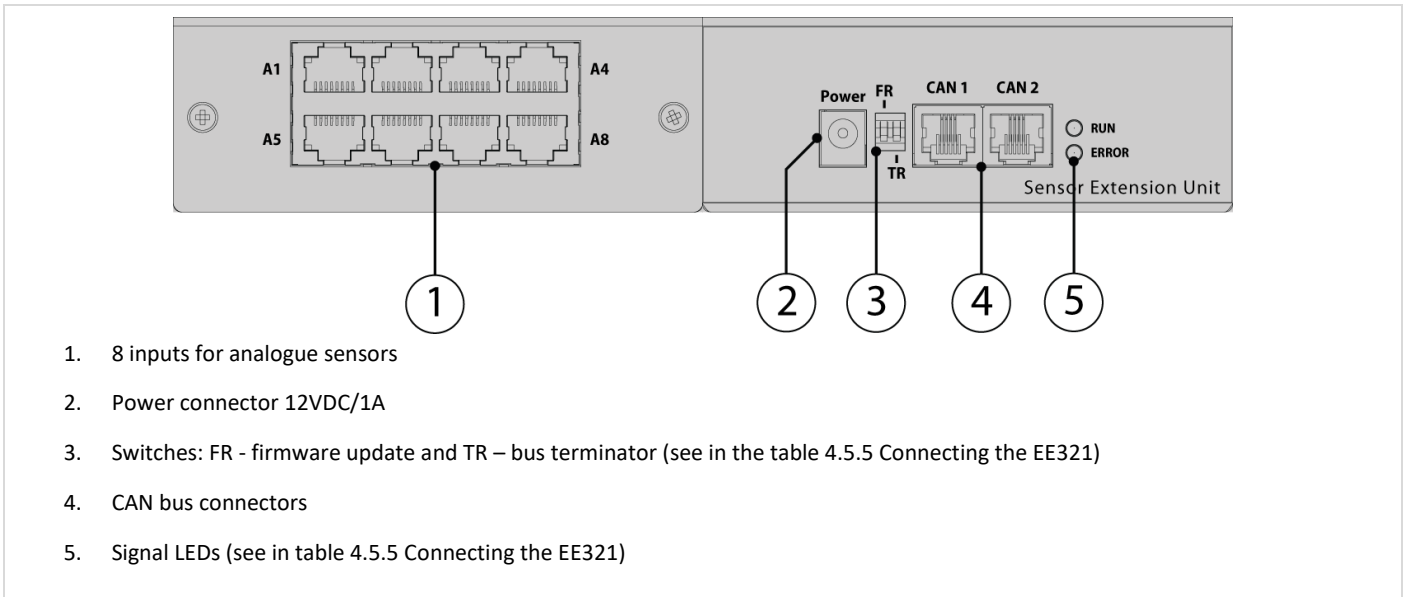 A1
A4
A5
A8
Power
FR
TR
CAN 1
CAN 2
RUN
ERROR
Sensor Extension Unit
1
2
3
4
5
1. 8 inputs for analogue sensors
2. Power connector 12VDC/1A
3. Switches: FR - firmware update and TR – bus terminator (see in the table 4.5.5 Connecting the EE321)
4. CAN bus connectors
5. Signal LEDs (see in table 4.5.5 Connecting the EE321)